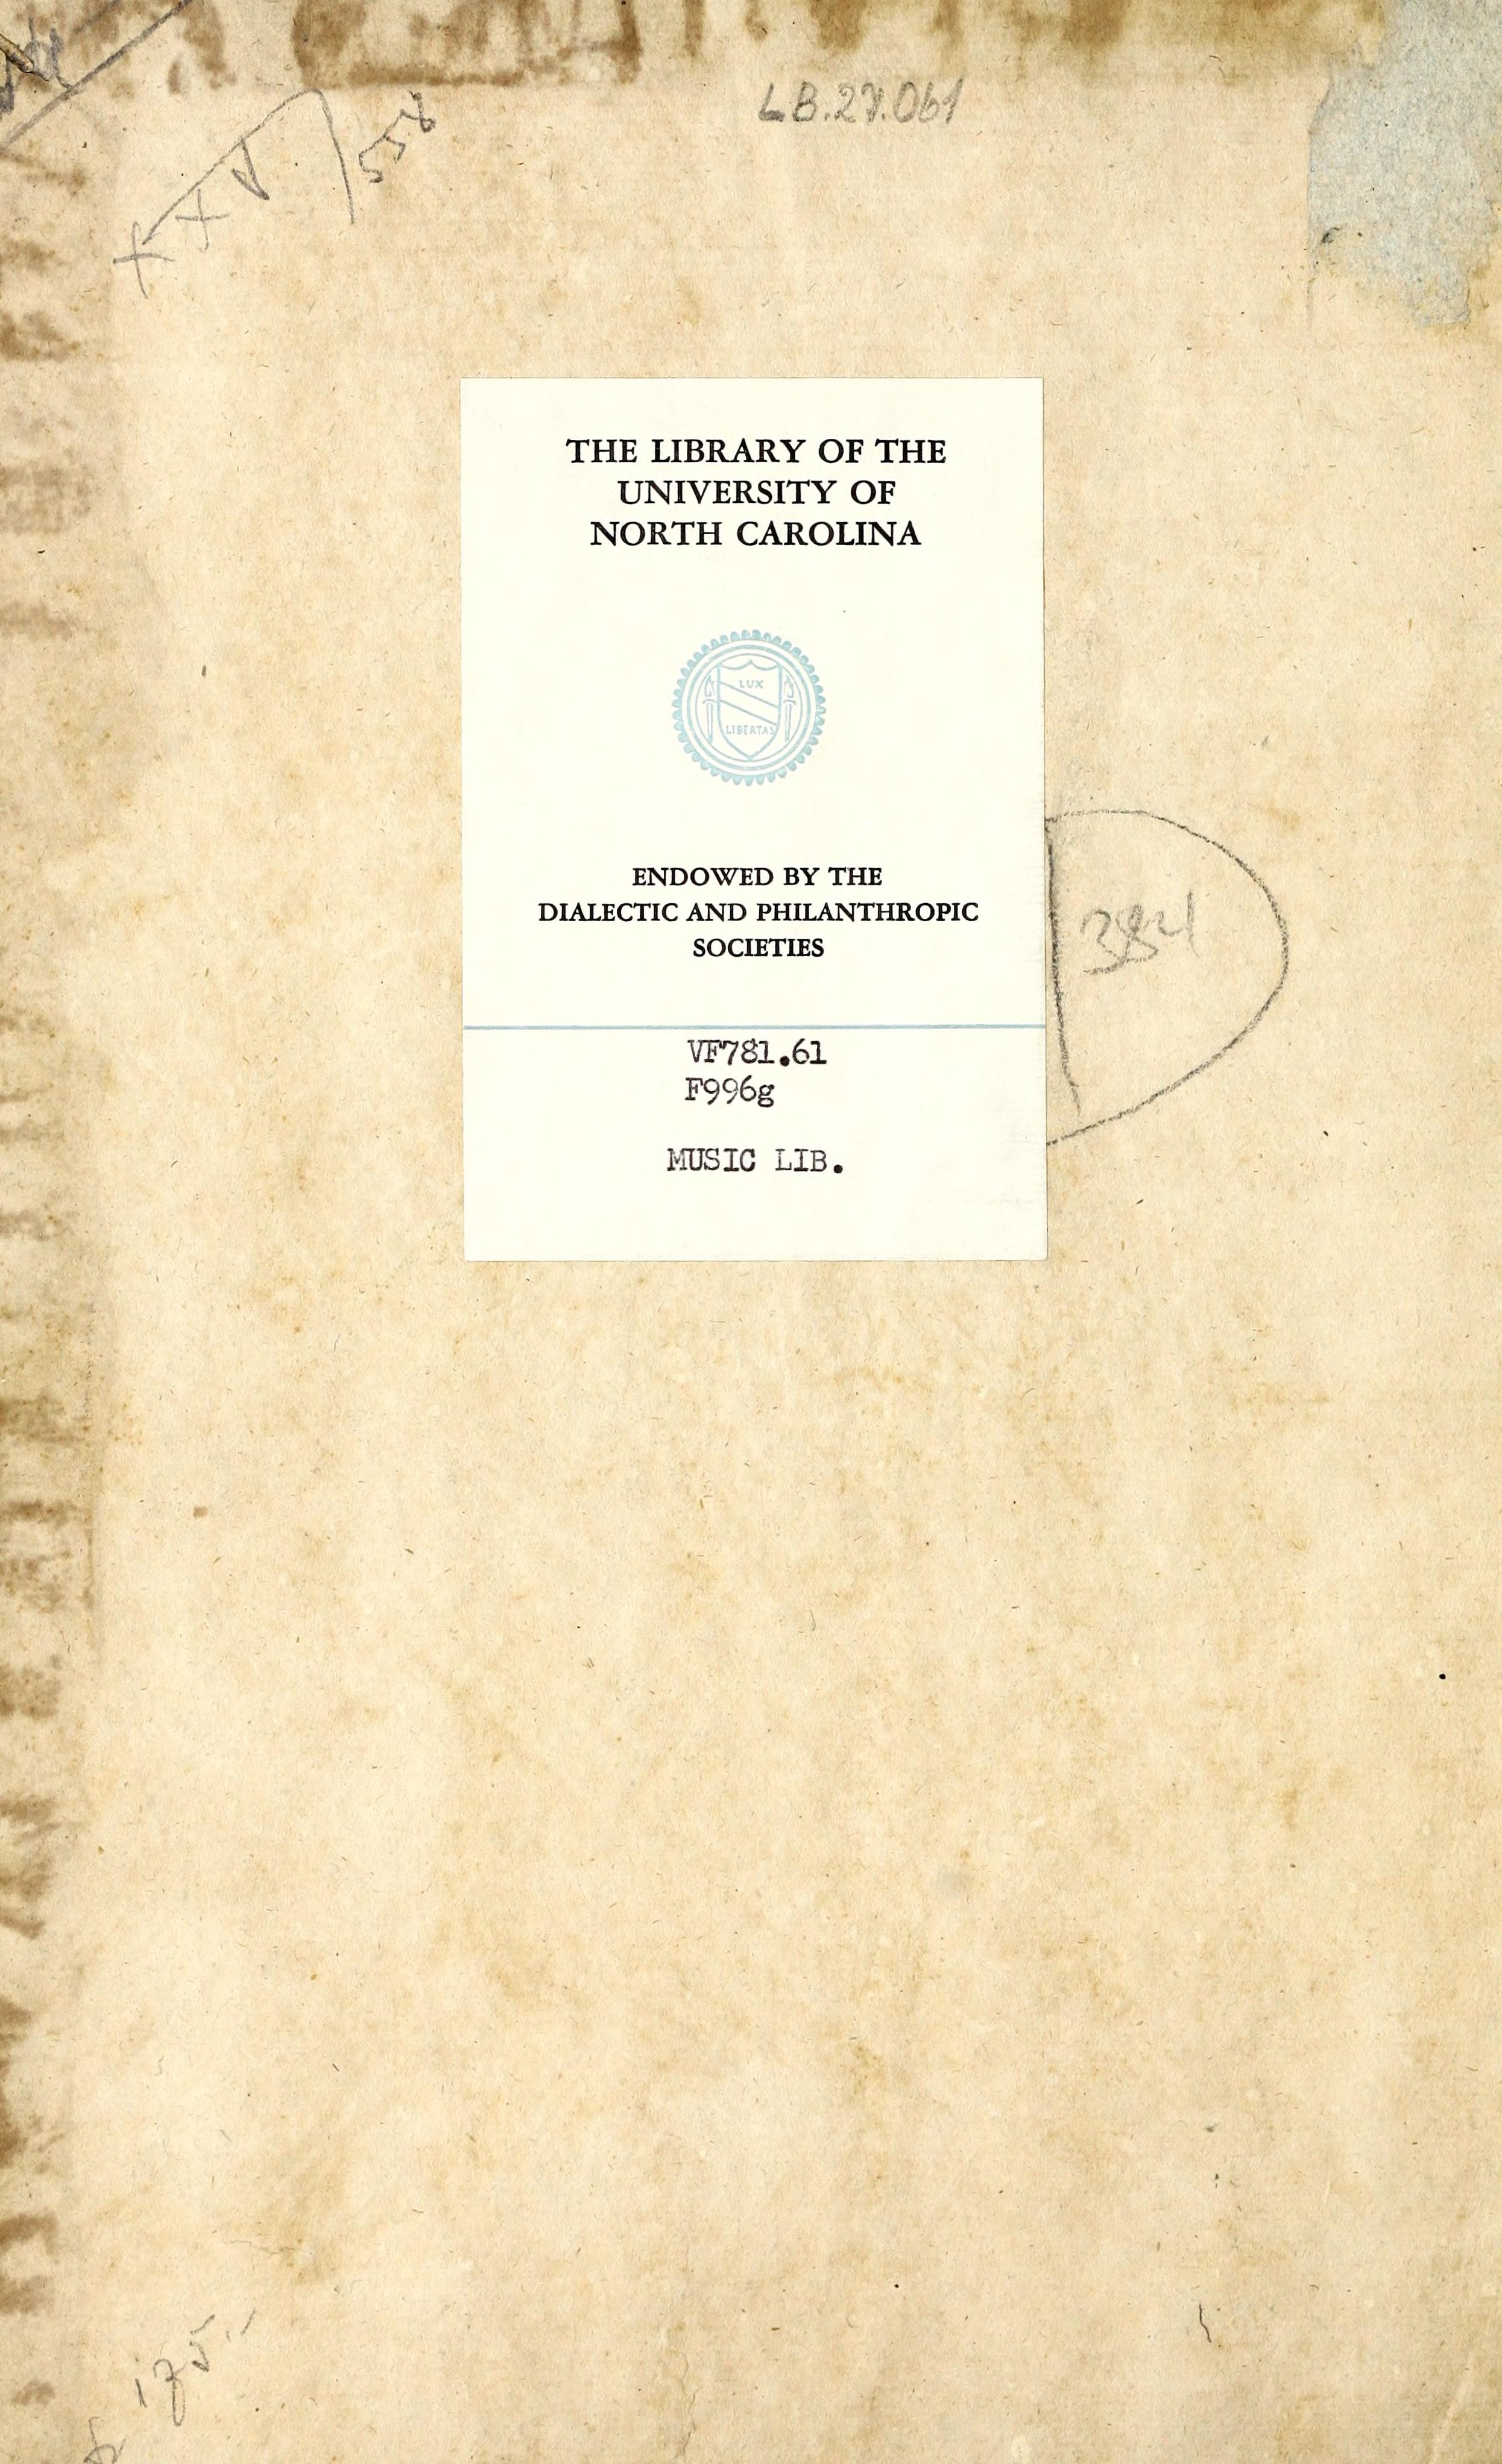 LB.27.061
THE LIBRARY OF THE
UNIVERSITY OF
NORTH CAROLINA
LUX
LIBERTAS
ENDOWED BY THE
DIALECTIC AND PHILANTHROPIC
SOCIETIES
384
VF781.61
F996g
MUSIC LIB.